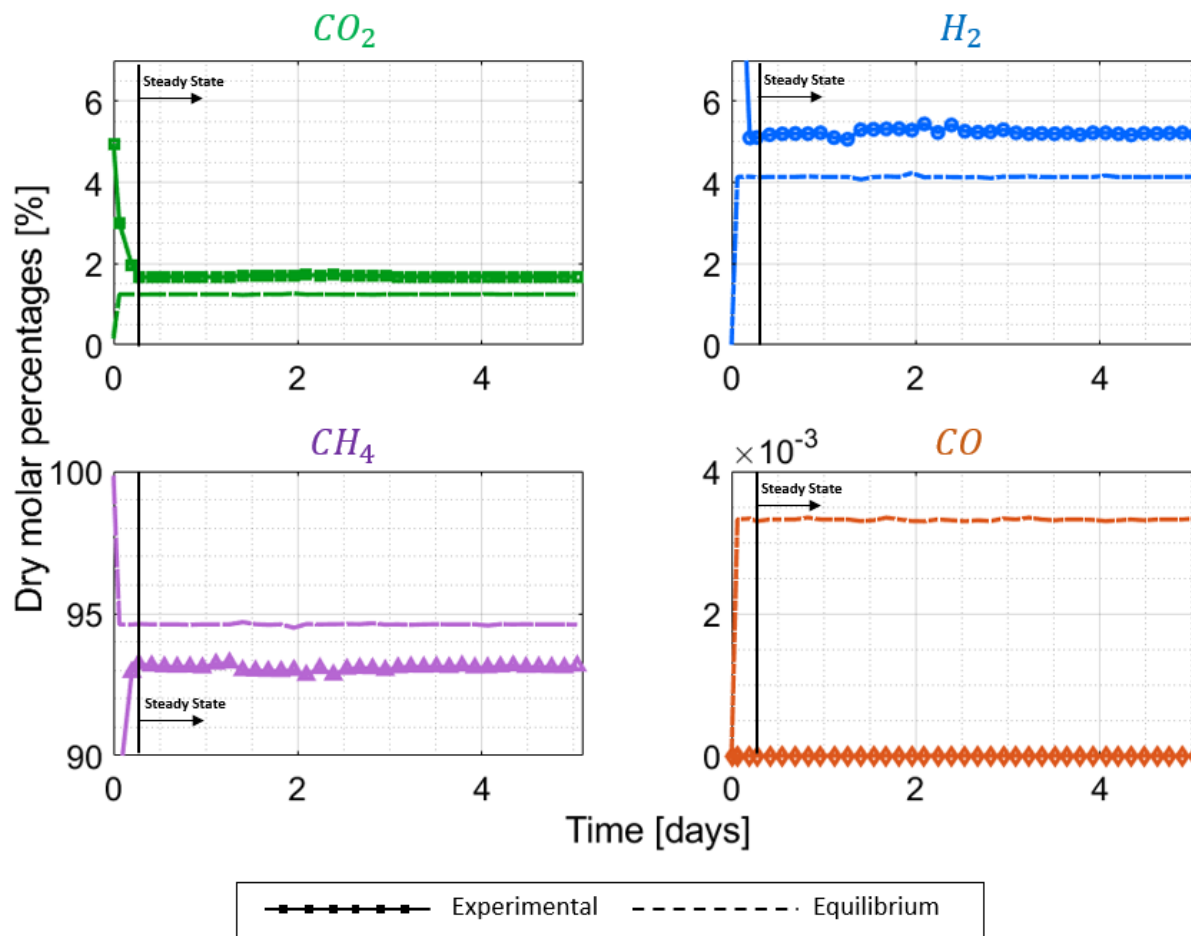 CO₂
Steady State
6
4
2
0
0 2 4
H₂
Steady State
6
4
2
0
0 2 4
Dry molar percentages [%]
CH₄
100
95
90
Steady State
0 2 4
CO
4 ×10⁻³
Steady State
2
0
0 2 4
Time [days]
Experimental Equilibrium